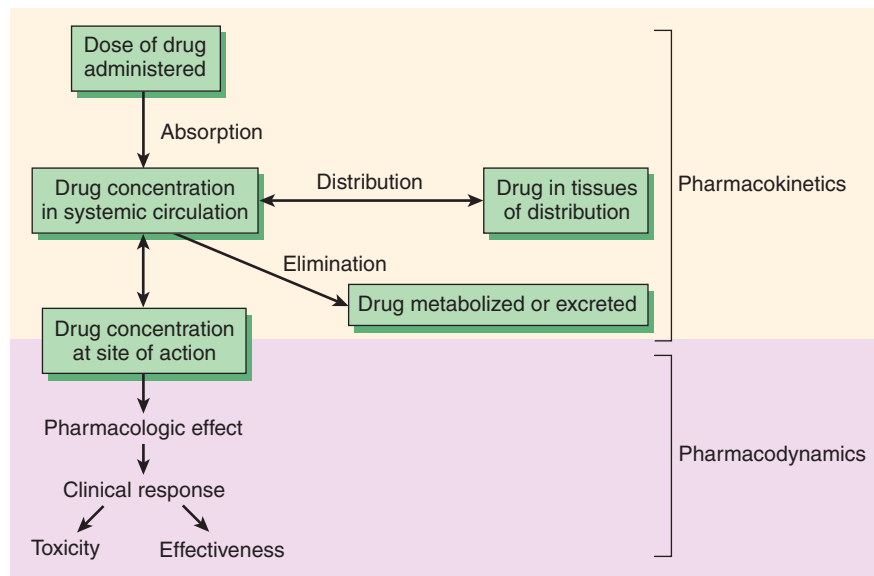 Dose of drug
administered
Absorption
Drug concentration
in systemic circulation
Distribution
Drug in tissues
of distribution
Pharmacokinetics
Elimination
Drug metabolized or excreted
Drug concentration
at site of action
Pharmacologic effect
Pharmacodynamics
Clinical response
Toxicity
Effectiveness